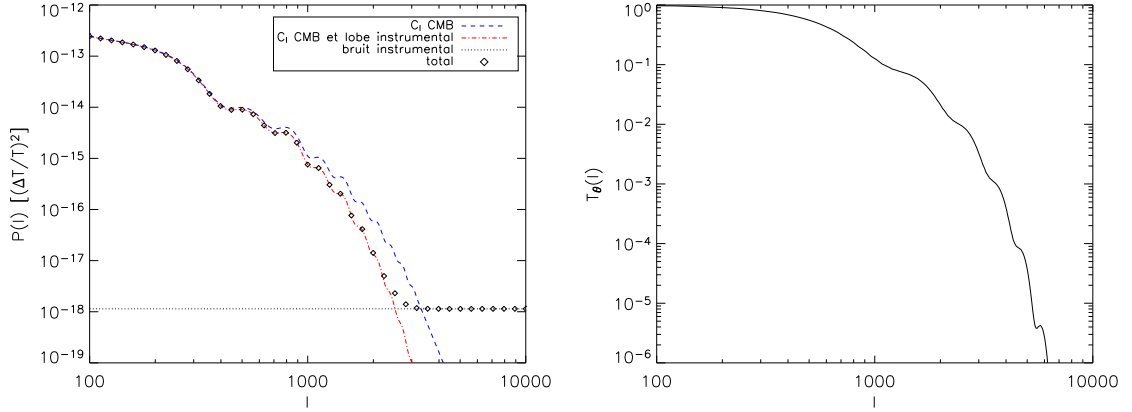 C_l CMB
C_l CMB et lobe instrumental
bruit instrumental
total
P(l) [(ΔT/T)²]
10⁻¹²
10⁻¹³
10⁻¹⁴
10⁻¹⁵
10⁻¹⁶
10⁻¹⁷
10⁻¹⁸
10⁻¹⁹
100
1000
10000
l
T_θ(l)
10⁰
10⁻¹
10⁻²
10⁻³
10⁻⁴
10⁻⁵
10⁻⁶
100
1000
10000
l